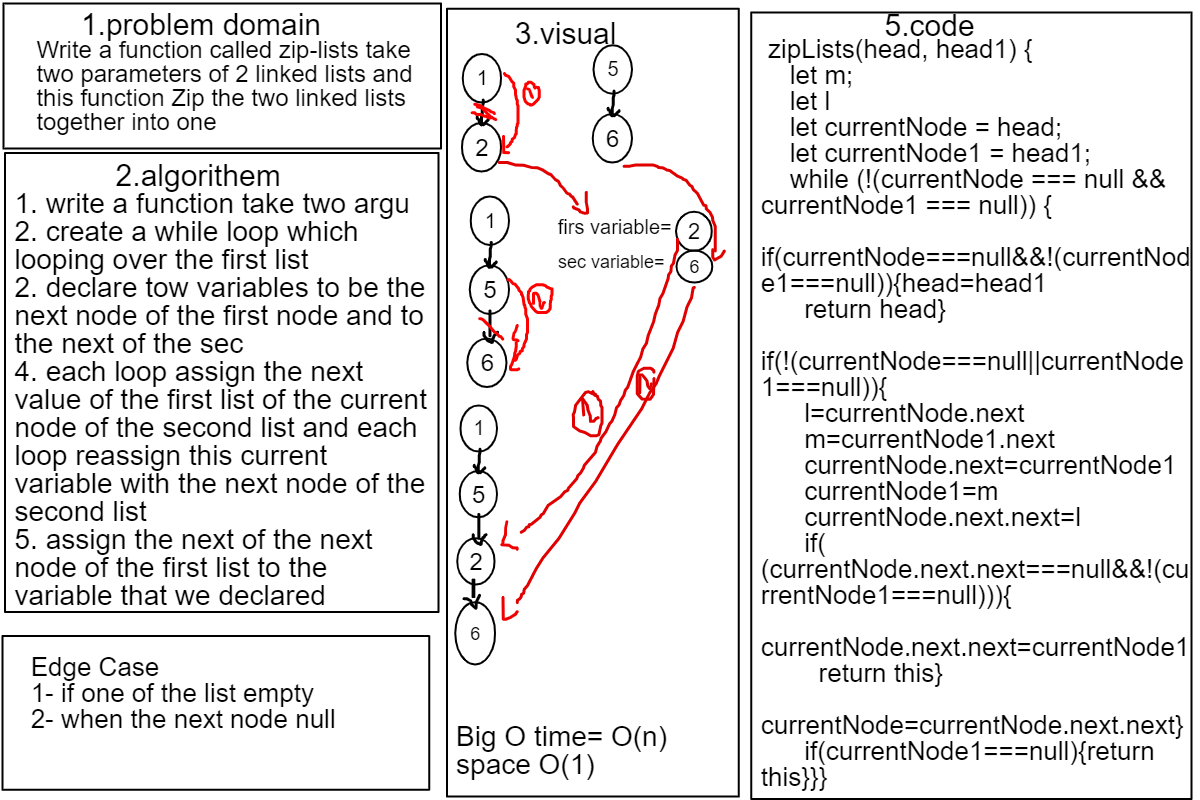 1.problem domain
Write a function called zip-lists take
two parameters of 2 linked lists and
this function Zip the two linked lists
together into one
2.algorithem
1. write a function take two argu
2. create a while loop which
looping over the first list
2. declare tow variables to be the
next node of the first node and to
the next of the sec
4. each loop assign the next
value of the first list of the current
node of the second list and each
loop reassign this current
variable with the next node of the
second list
5. assign the next of the next
node of the first list to the
variable that we declared
Edge Case
1- if one of the list empty
2- when the next node null
3.visual
1
5
2
6
1
firs variable=
2
sec variable=
6
5
6
1
5
2
6
Big O time= O(n)
space O(1)
5.code
zipLists(head, head1) {
let m;
let l
let currentNode = head;
let currentNode1 = head1;
while (!(currentNode === null &&
currentNode1 === null)) {
if(currentNode===null&&!(currentNod
e1===null)){head=head1
return head}
if(!(currentNode===null||currentNode
1===null)){
l=currentNode.next
m=currentNode1.next
currentNode.next=currentNode1
currentNode1=m
currentNode.next.next=l
if(
(currentNode.next.next===null&&!(cu
rrentNode1===null))){
currentNode.next.next=currentNode1
return this}
currentNode=currentNode.next.next}
if(currentNode1===null){return
this}}}